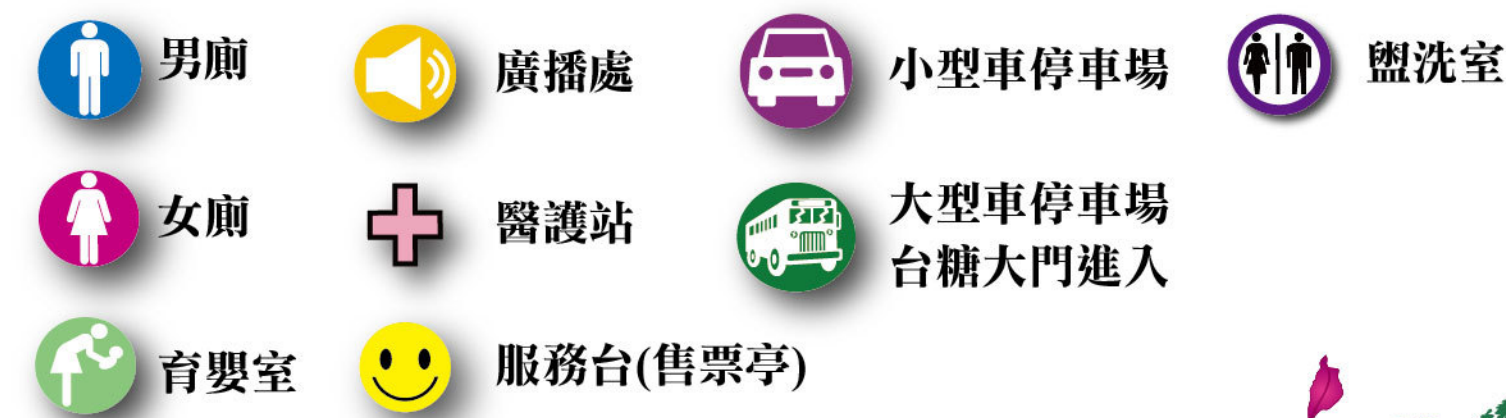 男廁
廣播處
小型車停車場
盥洗室
女廁
醫護站
大型車停車場
台糖大門進入
育嬰室
服務台(售票亭)